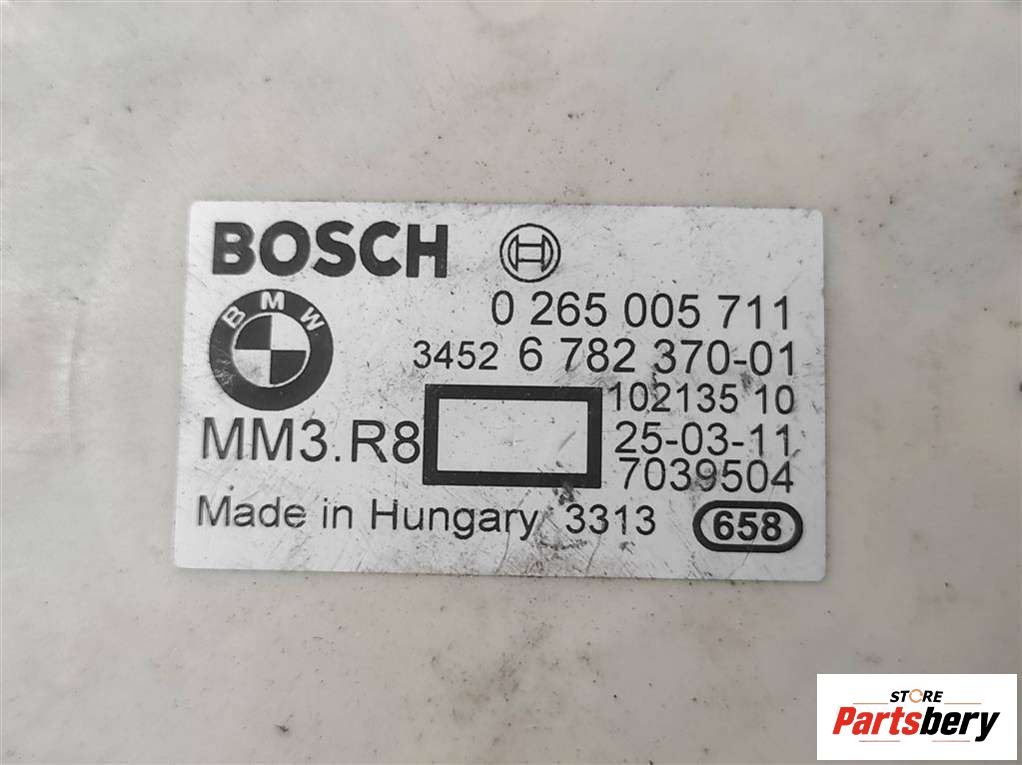 BOSCH
BMW
0 265 005 711
3452 6 782 370-01
102135 10
MM3.R8
25-03-11
7039504
Made in Hungary 3313
658
STORE
Partsbery